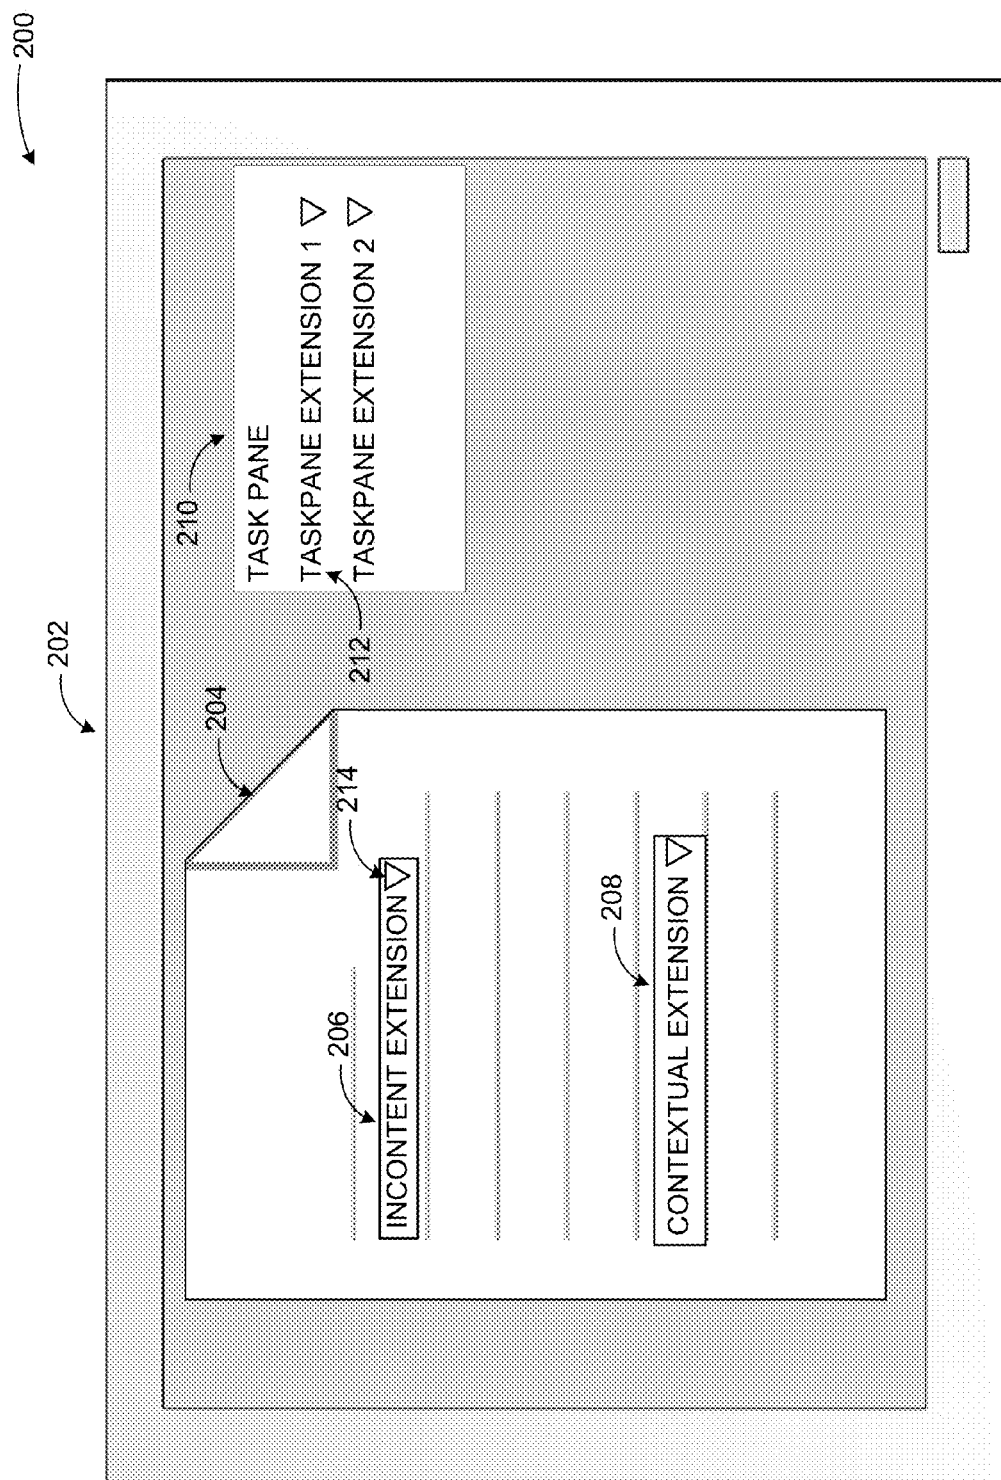 200
202
204
210
TASK PANE
TASKPANE EXTENSION 1
TASKPANE EXTENSION 2
212
214
206
INCONTENT EXTENSION
208
CONTEXTUAL EXTENSION